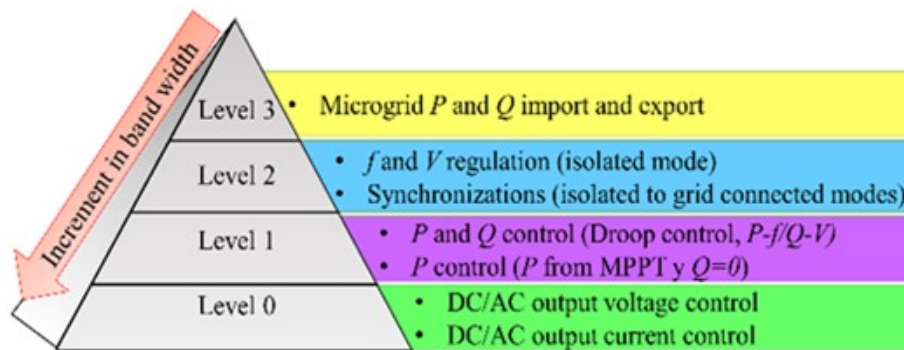 Increment in band width
Level 3
• Microgrid P and Q import and export
Level 2
• f and V regulation (isolated mode)
• Synchronizations (isolated to grid connected modes)
Level 1
• P and Q control (Droop control, P-f/Q-V)
• P control (P from MPPT y Q=0)
Level 0
• DC/AC output voltage control
• DC/AC output current control